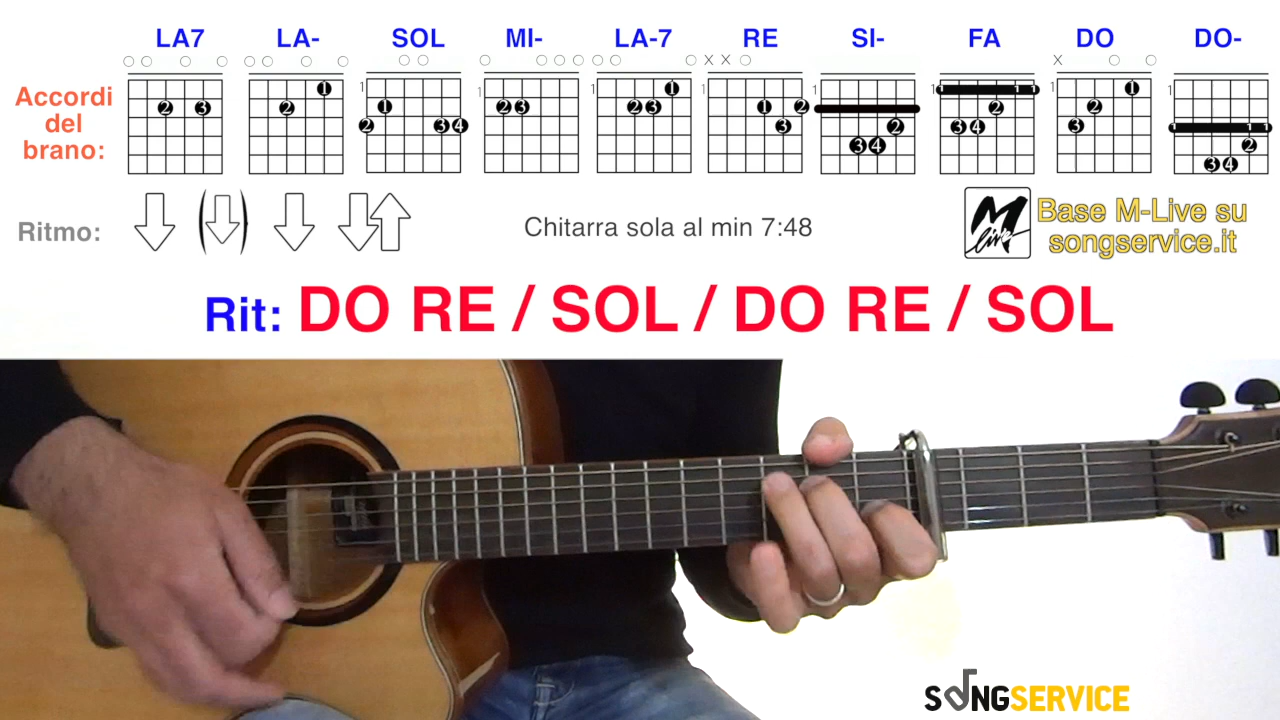 LA7 LA- SOL MI- LA-7 RE SI- FA DO DO-
Accordi
del
brano:
Ritmo:
Chitarra sola al min 7:48
M
live
Base M-Live su
songservice.it
Rit: DO RE / SOL / DO RE / SOL
SONGSERVICE